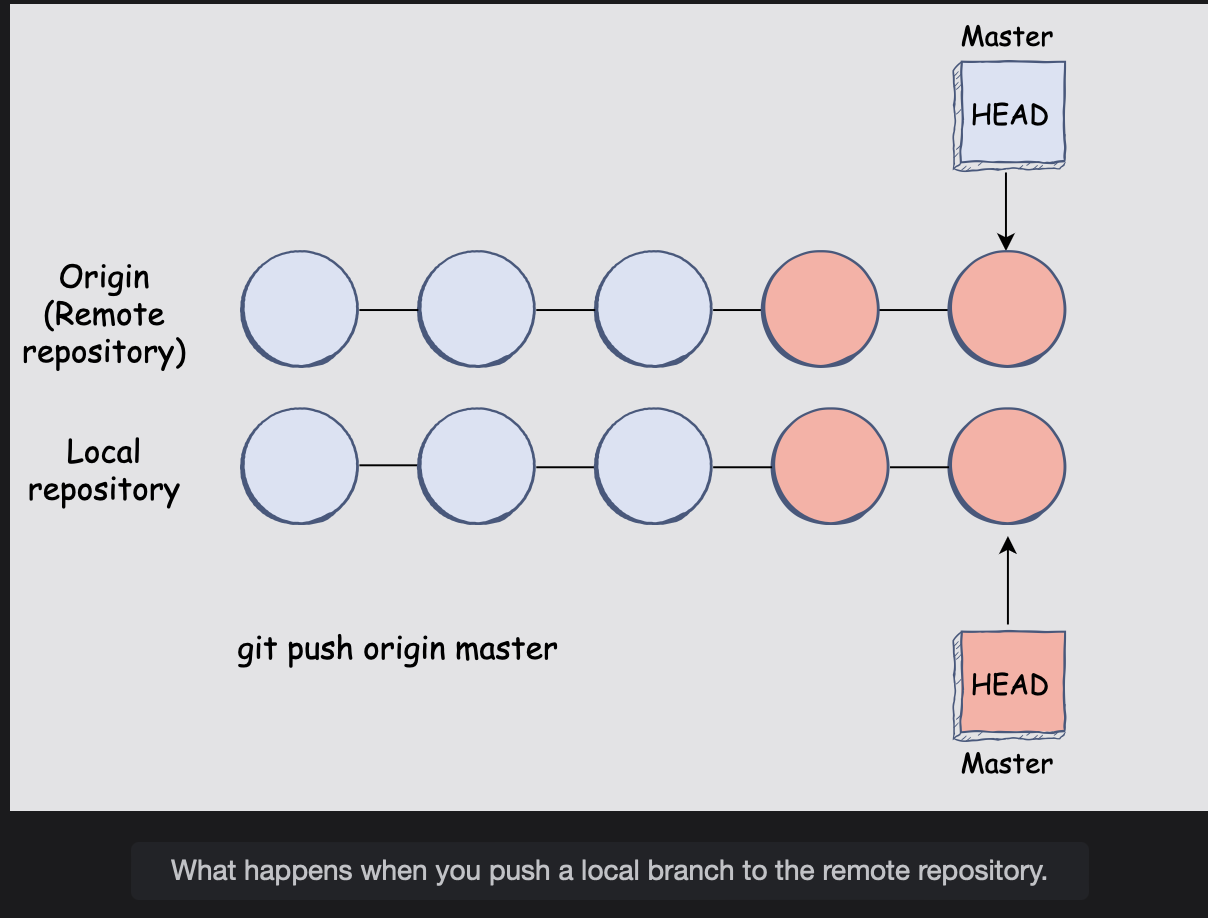 Master
HEAD
Origin
(Remote
repository)
Local
repository
git push origin master
HEAD
Master
What happens when you push a local branch to the remote repository.